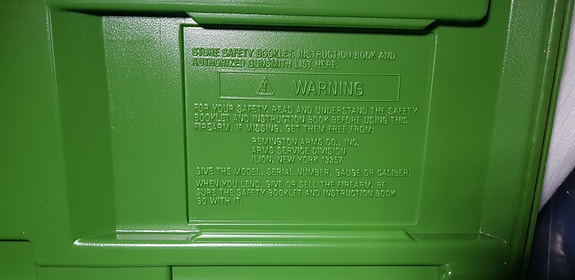 STORE SAFETY BOOKLET INSTRUCTION BOOK AND
AUTHORIZED GUNSMITH LIST HERE.
WARNING
FOR YOUR SAFETY, READ AND UNDERSTAND THE SAFETY
BOOKLET AND INSTRUCTION BOOK BEFORE USING THIS
FIREARM. IF MISSING, GET THEM FREE FROM:
REMINGTON ARMS CO., INC.
ARMS SERVICE DIVISION
ILION, NEW YORK 13357
GIVE THE MODEL, SERIAL NUMBER, GAUGE OR CALIBER.
WHEN YOU LEND, GIVE OR SELL THE FIREARM, BE
SURE THE SAFETY BOOKLET AND INSTRUCTION BOOK
GO WITH IT.